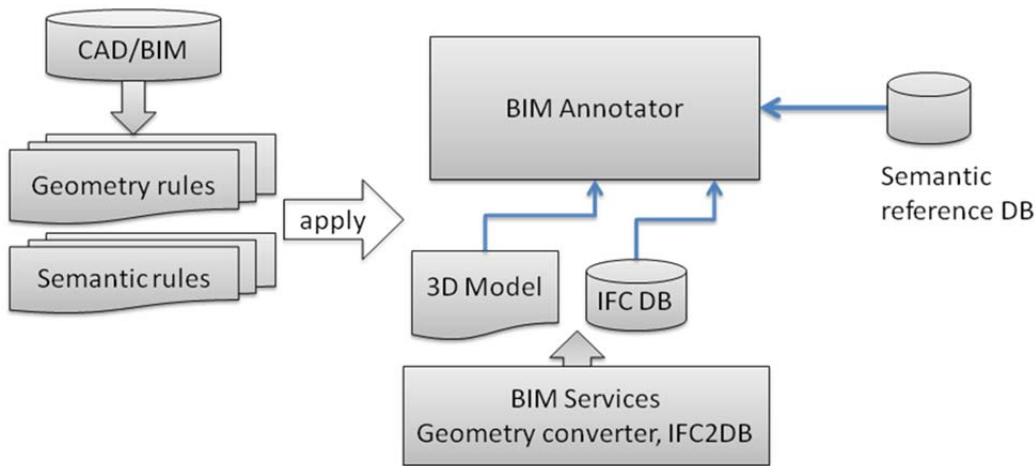 CAD/BIM
Geometry rules
Semantic rules
apply
BIM Annotator
Semantic
reference DB
3D Model
IFC DB
BIM Services
Geometry converter, IFC2DB